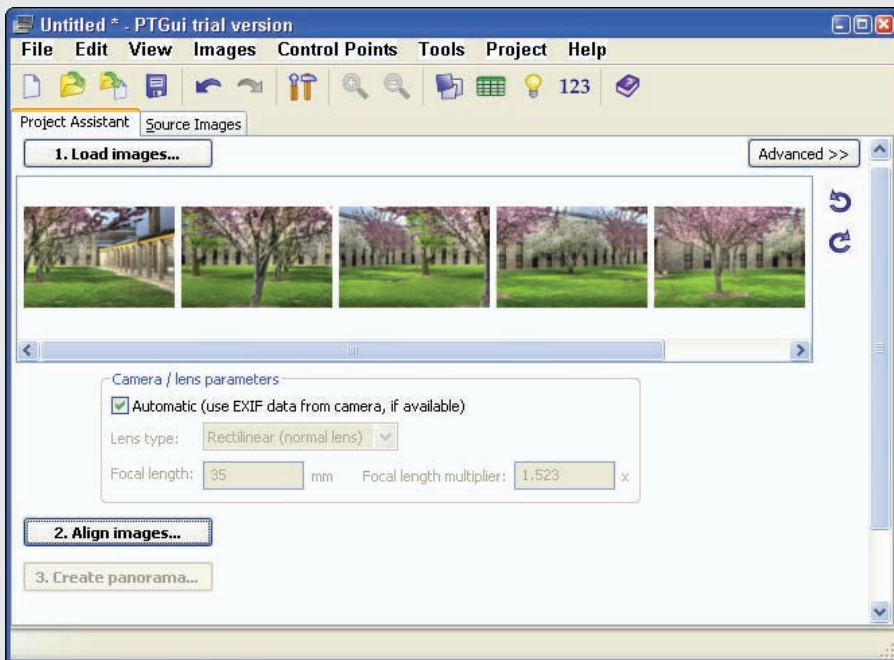 Untitled * - PTGui trial version
File Edit View Images Control Points Tools Project Help
123
Project Assistant Source Images
1. Load images... Advanced >>
Camera / lens parameters
Automatic (use EXIF data from camera, if available)
Lens type: Rectilinear (normal lens)
Focal length: 35 mm Focal length multiplier: 1.523 x
2. Align images...
3. Create panorama...